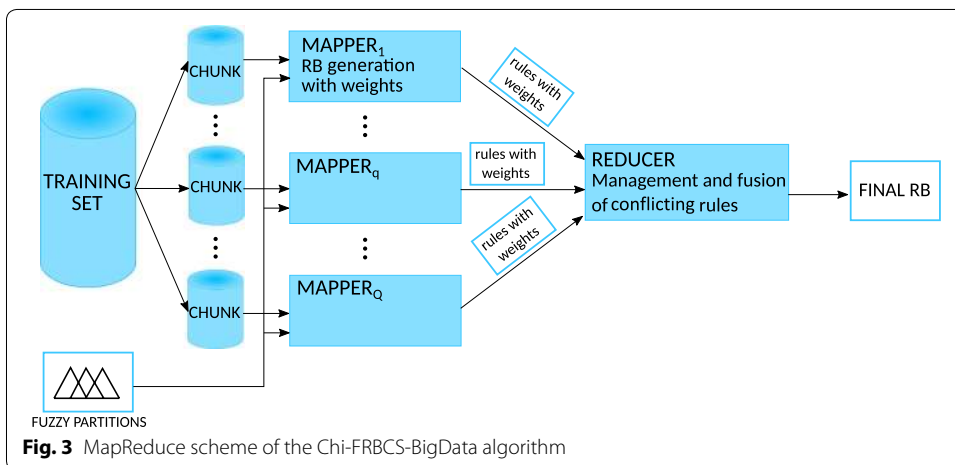 TRAINING
SET
CHUNK
CHUNK
CHUNK
FUZZY PARTITIONS
MAPPER₁
RB generation
with weights
MAPPERq
MAPPERQ
rules with
weights
rules with
weights
rules with
weights
REDUCER
Management and fusion
of conflicting rules
FINAL RB
Fig. 3 MapReduce scheme of the Chi-FRBCS-BigData algorithm